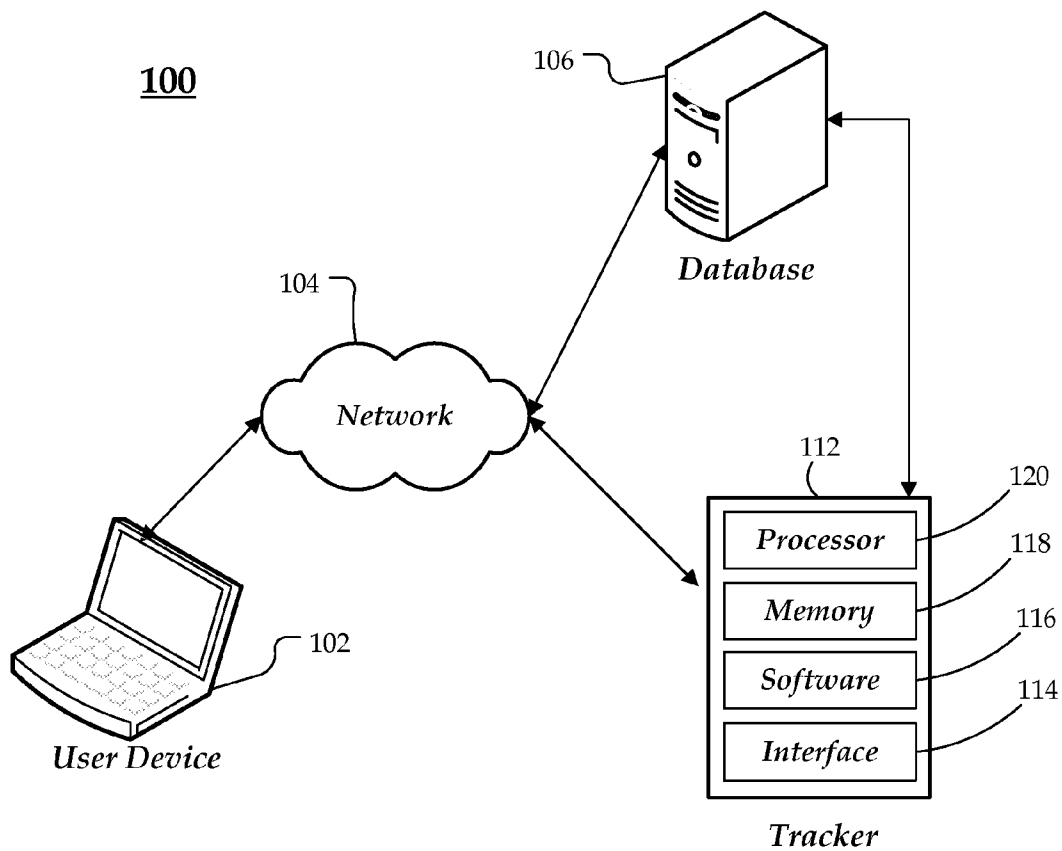 100
106
Database
104
Network
112
120
Processor
118
Memory
102
116
Software
114
Interface
User Device
Tracker